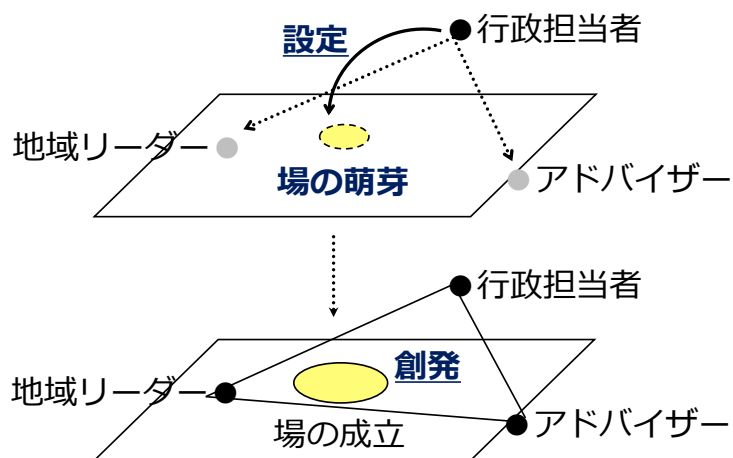 行政担当者
設定
地域リーダー
場の萌芽
アドバイザー
行政担当者
創発
地域リーダー
場の成立
アドバイザー